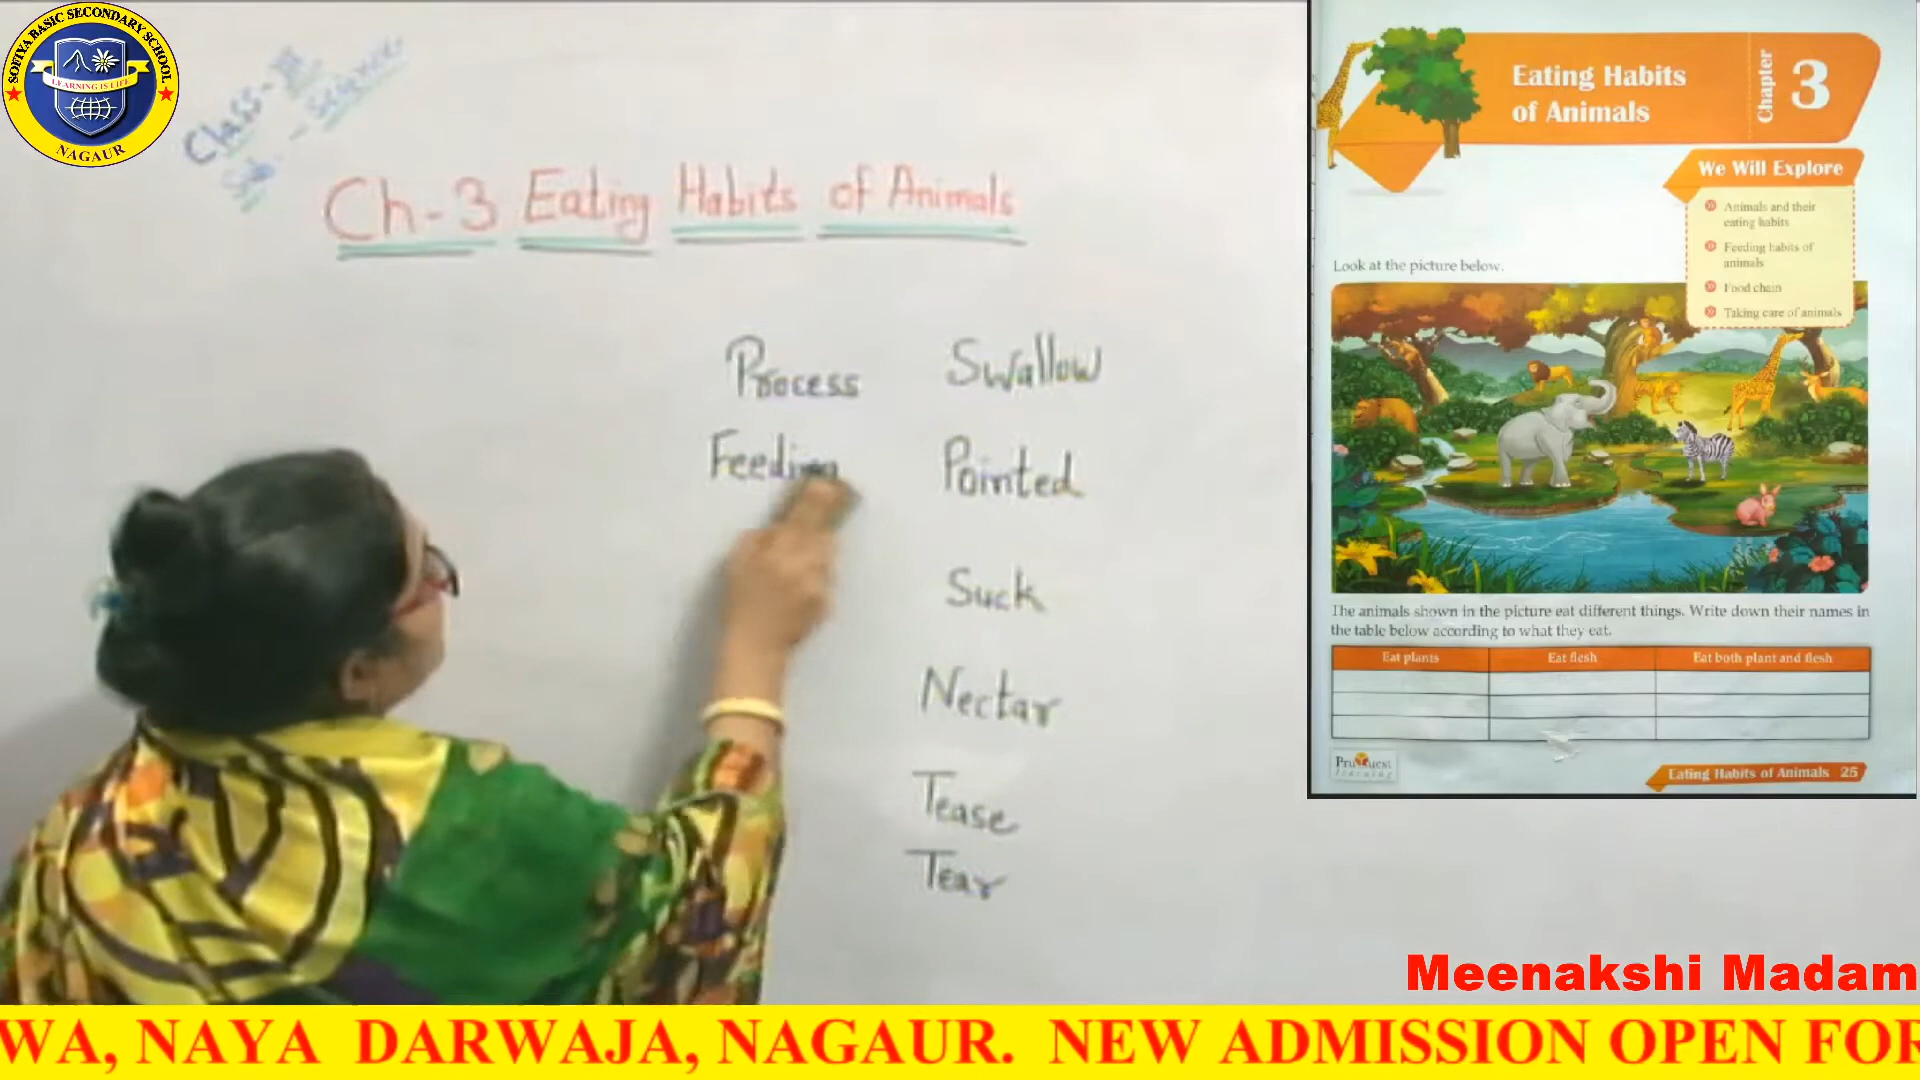 SOFIYA BASIC SECONDARY SCHOOL
LEARNING IS LIFE
NAGAUR
Class - III
Sub. - Science
Ch-3 Eating Habits of Animals
Process
Feeding
Swallow
Pointed
Suck
Nectar
Tease
Tear
Eating Habits
of Animals
Chapter
3
We Will Explore
Animals and their
eating habits
Feeding habits of
animals
Food chain
Taking care of animals
Look at the picture below.
The animals shown in the picture eat different things. Write down their names in
the table below according to what they eat.
Eat plants Eat flesh Eat both plant and flesh
learning
Eating Habits of Animals 25
Meenakshi Madam
WA, NAYA DARWAJA, NAGAUR. NEW ADMISSION OPEN FOR